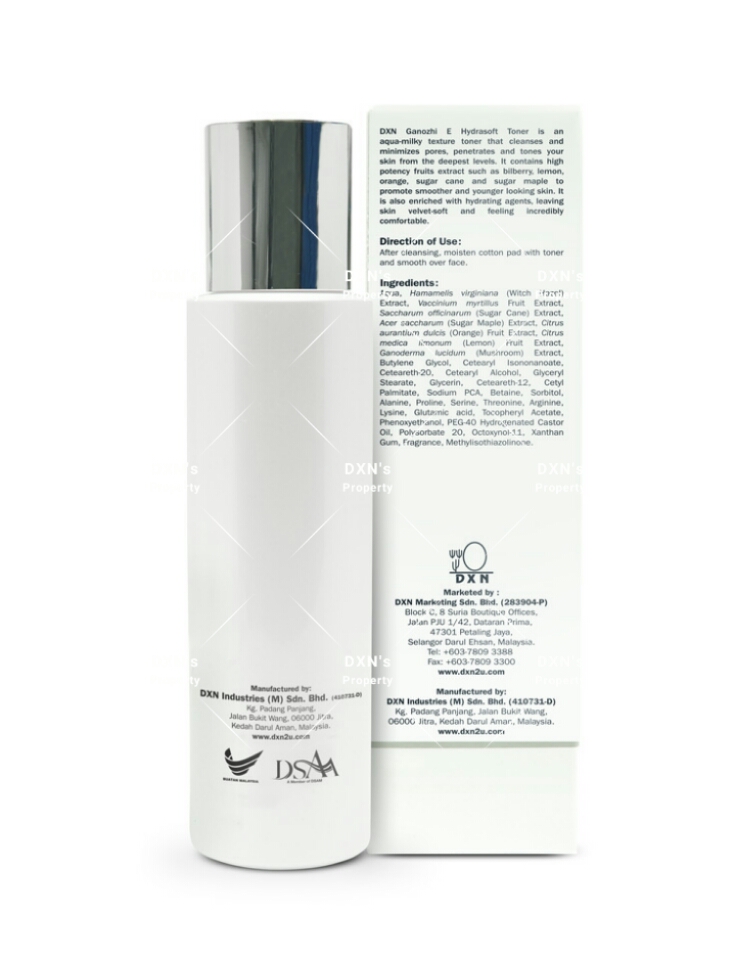 DXN Ganozhi E Hydrasoft Toner is an
aqua-milky texture toner that cleanses and
minimizes pores, penetrates and tones your
skin from the deepest levels. It contains high
potency fruits extract such as bilberry, lemon,
orange, sugar cane and sugar maple to
promote smoother and younger looking skin. It
is also enriched with hydrating agents, leaving
skin velvet-soft and feeling incredibly
comfortable.
Direction of Use:
After cleansing, moisten cotton pad with toner
and smooth over face.
Ingredients:
Aqua, Hamamelis virginiana (Witch Hazel)
Extract, Vaccinium myrtillus Fruit Extract,
Saccharum officinarum (Sugar Cane) Extract,
Acer saccharum (Sugar Maple) Extract, Citrus
aurantium dulcis (Orange) Fruit Extract, Citrus
medica limonum (Lemon) Fruit Extract,
Ganoderma lucidum (Mushroom) Extract,
Butylene Glycol, Cetearyl Isononanoate,
Ceteareth-20, Cetearyl Alcohol, Glyceryl
Stearate, Glycerin, Ceteareth-12, Cetyl
Palmitate, Sodium PCA, Betaine, Sorbitol,
Alanine, Proline, Serine, Threonine, Arginine,
Lysine, Glutamic acid, Tocopheryl Acetate,
Phenoxyethanol, PEG-40 Hydrogenated Castor
Oil, Polysorbate 20, Octoxynol-11, Xanthan
Gum, Fragrance, Methylisothiazolinone.
DXN
Marketed by :
DXN Marketing Sdn. Bhd. (283904-P)
Block C, 8 Suria Boutique Offices,
Jalan PJU 1/42, Dataran Prima,
47301 Petaling Jaya,
Selangor Darul Ehsan, Malaysia.
Tel: +603-7809 3388
Fax: +603-7809 3300
www.dxn2u.com
Manufactured by:
DXN Industries (M) Sdn. Bhd. (410731-D)
Kg. Padang Panjang, Jalan Bukit Wang,
06000 Jitra, Kedah Darul Aman, Malaysia.
www.dxn2u.com
Manufactured by:
DXN Industries (M) Sdn. Bhd. (410731-D)
Kg. Padang Panjang,
Jalan Bukit Wang, 06000 Jitra,
Kedah Darul Aman, Malaysia.
www.dxn2u.com
BUATAN MALAYSIA
DSAM
A Member of DSAM
DXN's
Property
DXN's
Property
DXN's
Property